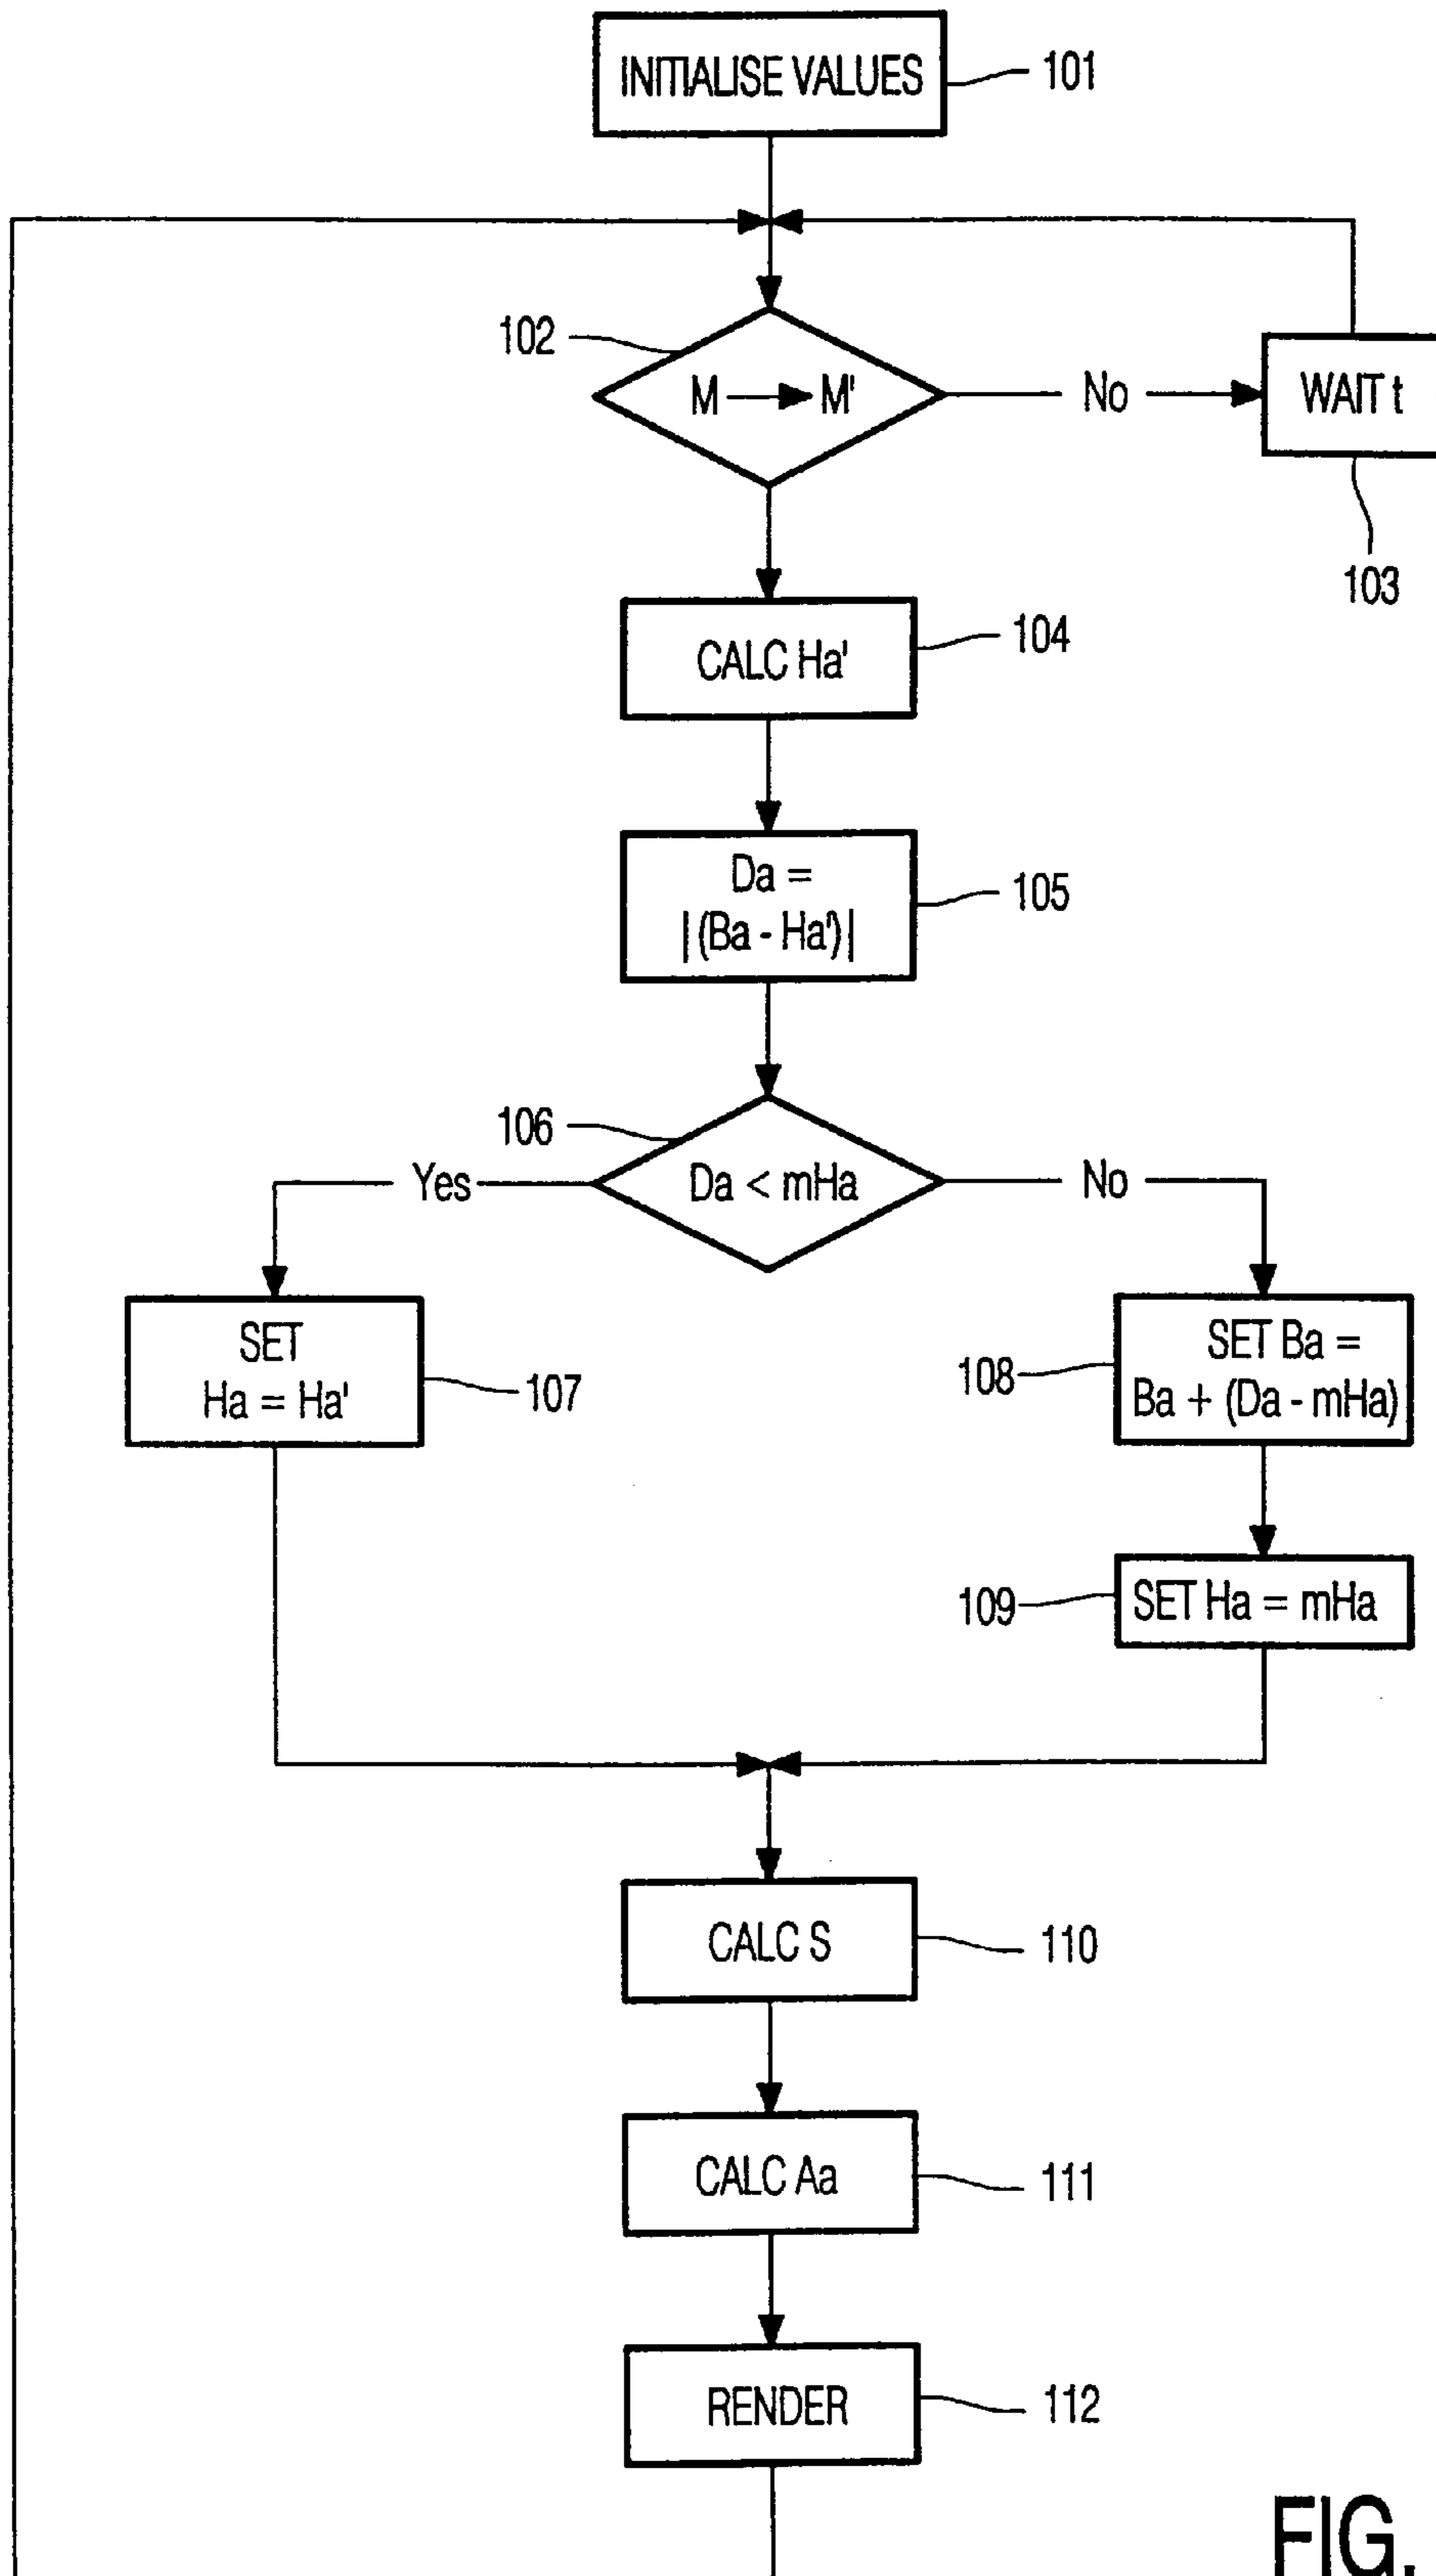 INITIALISE VALUES
101
102
M → M'
No
WAIT t
103
CALC Ha'
104
Da =
|(Ba - Ha')|
105
106
Yes
Da < mHa
No
SET
Ha = Ha'
107
108
SET Ba =
Ba + (Da - mHa)
109
SET Ha = mHa
CALC S
110
CALC Aa
111
RENDER
112
FIG.